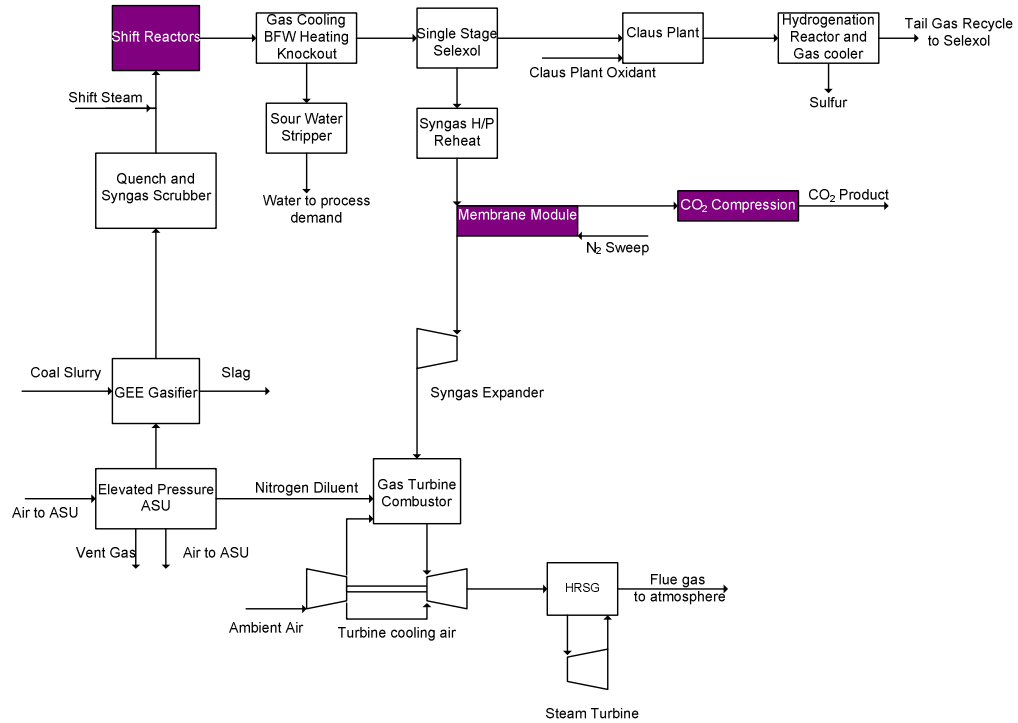 Shift Reactors
Gas Cooling
BFW Heating
Knockout
Single Stage
Selexol
Claus Plant
Hydrogenation
Reactor and
Gas cooler
Tail Gas Recycle
to Selexol
Claus Plant Oxidant
Sulfur
Shift Steam
Sour Water
Stripper
Syngas H/P
Reheat
Quench and
Syngas Scrubber
Water to process
demand
Membrane Module
CO2 Compression
CO2 Product
N2 Sweep
Coal Slurry
Slag
GEE Gasifier
Syngas Expander
Elevated Pressure
ASU
Nitrogen Diluent
Gas Turbine
Combustor
Air to ASU
Vent Gas
Air to ASU
HRSG
Flue gas
to atmosphere
Ambient Air
Turbine cooling air
Steam Turbine